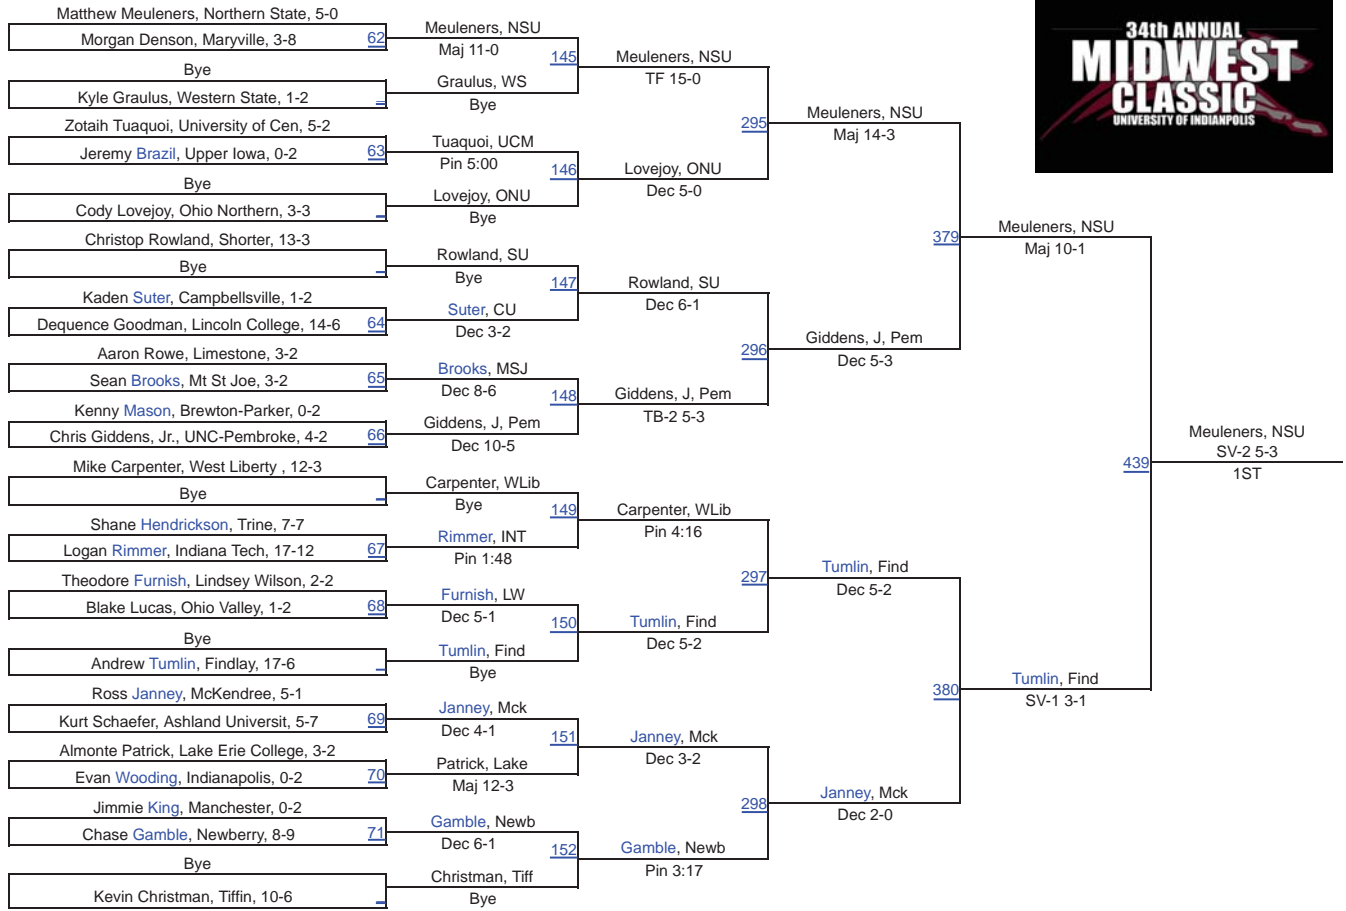 Matthew Meuleners, Northern State, 5-0
Morgan Denson, Maryville, 3-8
62
Bye
Kyle Graulus, Western State, 1-2
Zotaih Tuaquoi, University of Cen, 5-2
Jeremy Brazil, Upper Iowa, 0-2
63
Bye
Cody Lovejoy, Ohio Northern, 3-3
Christop Rowland, Shorter, 13-3
Bye
Kaden Suter, Campbellsville, 1-2
Dequence Goodman, Lincoln College, 14-6
64
Aaron Rowe, Limestone, 3-2
Sean Brooks, Mt St Joe, 3-2
65
Kenny Mason, Brewton-Parker, 0-2
Chris Giddens, Jr., UNC-Pembroke, 4-2
66
Mike Carpenter, West Liberty , 12-3
Bye
Shane Hendrickson, Trine, 7-7
Logan Rimmer, Indiana Tech, 17-12
67
Theodore Furnish, Lindsey Wilson, 2-2
Blake Lucas, Ohio Valley, 1-2
68
Bye
Andrew Tumlin, Findlay, 17-6
Ross Janney, McKendree, 5-1
Kurt Schaefer, Ashland Universit, 5-7
69
Almonte Patrick, Lake Erie College, 3-2
Evan Wooding, Indianapolis, 0-2
70
Jimmie King, Manchester, 0-2
Chase Gamble, Newberry, 8-9
71
Bye
Kevin Christman, Tiffin, 10-6
Meuleners, NSU
Maj 11-0
145
Graulus, WS
Bye
Tuaquoi, UCM
Pin 5:00
146
Lovejoy, ONU
Bye
Rowland, SU
Bye
147
Suter, CU
Dec 3-2
Brooks, MSJ
Dec 8-6
148
Giddens, J, Pem
Dec 10-5
Carpenter, WLib
Bye
149
Rimmer, INT
Pin 1:48
Furnish, LW
Dec 5-1
150
Tumlin, Find
Bye
Janney, Mck
Dec 4-1
151
Patrick, Lake
Maj 12-3
Gamble, Newb
Dec 6-1
152
Christman, Tiff
Bye
Meuleners, NSU
TF 15-0
295
Lovejoy, ONU
Dec 5-0
Rowland, SU
Dec 6-1
296
Giddens, J, Pem
TB-2 5-3
Carpenter, WLib
Pin 4:16
297
Tumlin, Find
Dec 5-2
Janney, Mck
Dec 3-2
298
Gamble, Newb
Pin 3:17
Meuleners, NSU
Maj 14-3
379
Giddens, J, Pem
Dec 5-3
Tumlin, Find
Dec 5-2
380
Janney, Mck
Dec 2-0
Meuleners, NSU
Maj 10-1
439
Tumlin, Find
SV-1 3-1
Meuleners, NSU
SV-2 5-3
1ST
34th ANNUAL
MIDWEST
CLASSIC
UNIVERSITY OF INDIANPOLIS